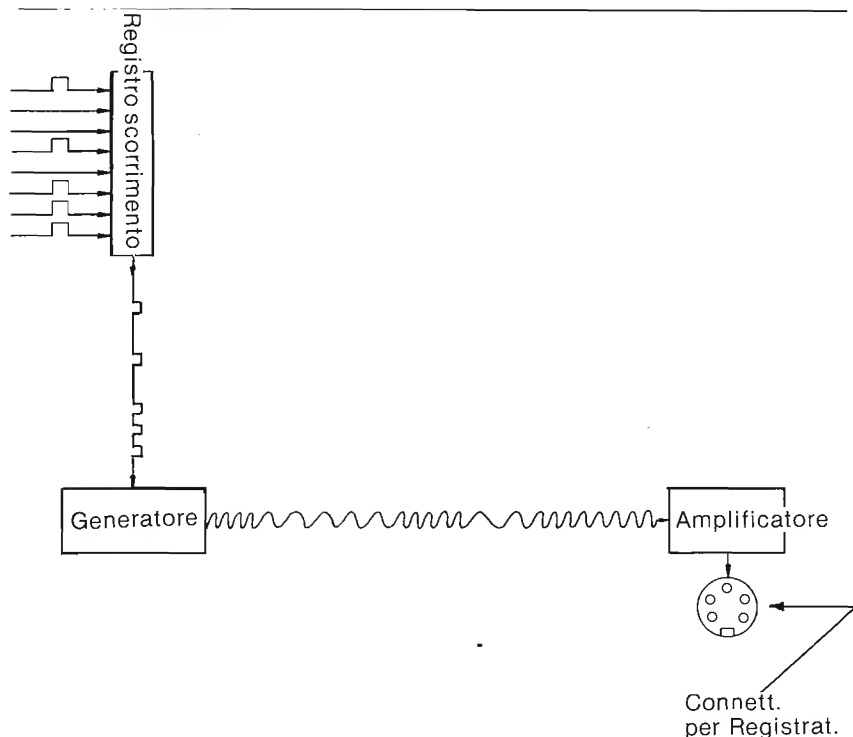 Registro scorrimento
Generatore
Amplificatore
Connett.
per Registrat.